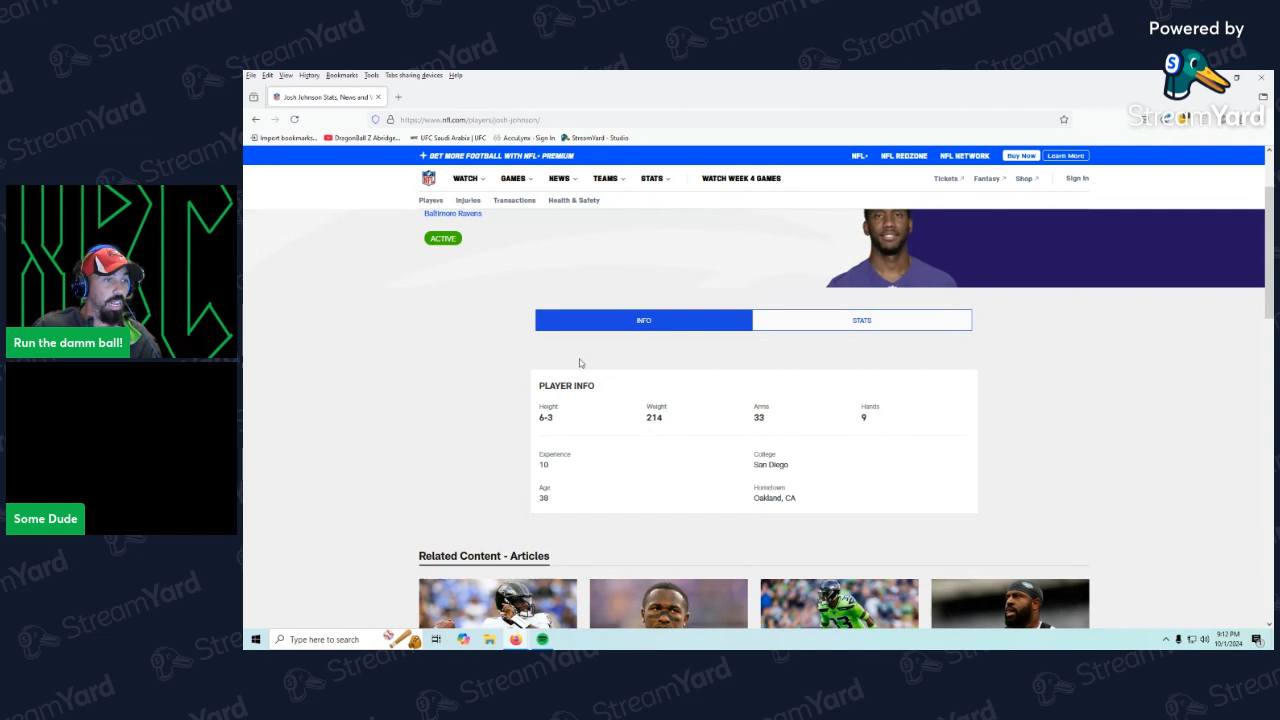 Powered by
StreamYard
File Edit View History Bookmarks Tools Tabs sharing devices Help
Josh Johnson Stats, News and V
https://www.nfl.com/players/josh-johnson/
Import bookmarks... DragonBall Z Abridge... UFC Saudi Arabia | UFC AccuLynx - Sign In StreamYard - Studio
+ GET MORE FOOTBALL WITH NFL+ PREMIUM NFL+ NFL REDZONE NFL NETWORK Buy Now Learn More
NFL WATCH GAMES NEWS TEAMS STATS WATCH WEEK 4 GAMES Tickets Fantasy Shop Sign In
Players Injuries Transactions Health & Safety
Baltimore Ravens
ACTIVE
INFO STATS
PLAYER INFO
Height Weight Arms Hands
6-3 214 33 9
Experience College
10 San Diego
Age Hometown
38 Oakland, CA
Related Content - Articles
XBC
Run the damm ball!
Some Dude
Type here to search
9:12 PM
10/1/2024